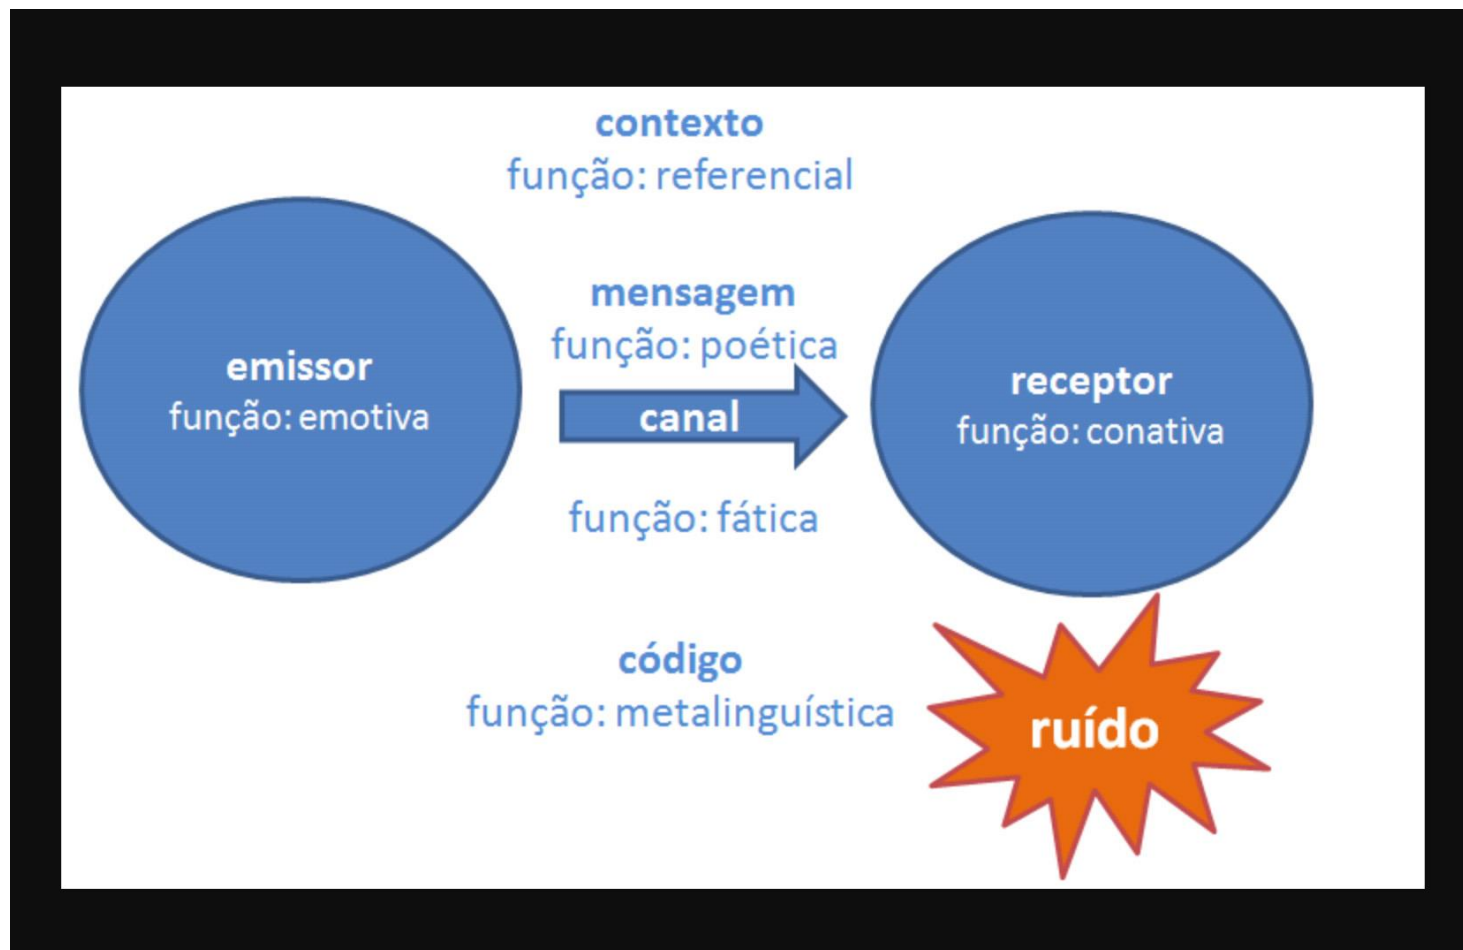 contexto
função: referencial
mensagem
função: poética
emissor
função: emotiva
canal
receptor
função: conativa
função: fática
código
função: metalinguística
ruído